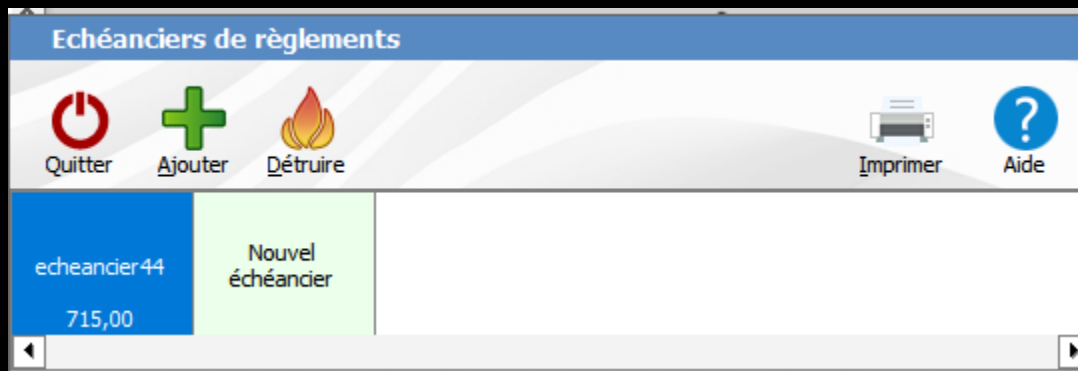 Echéanciers de règlements
Quitter
Ajouter
Détruire
Imprimer
Aide
echeancier44
715,00
Nouvel
échéancier